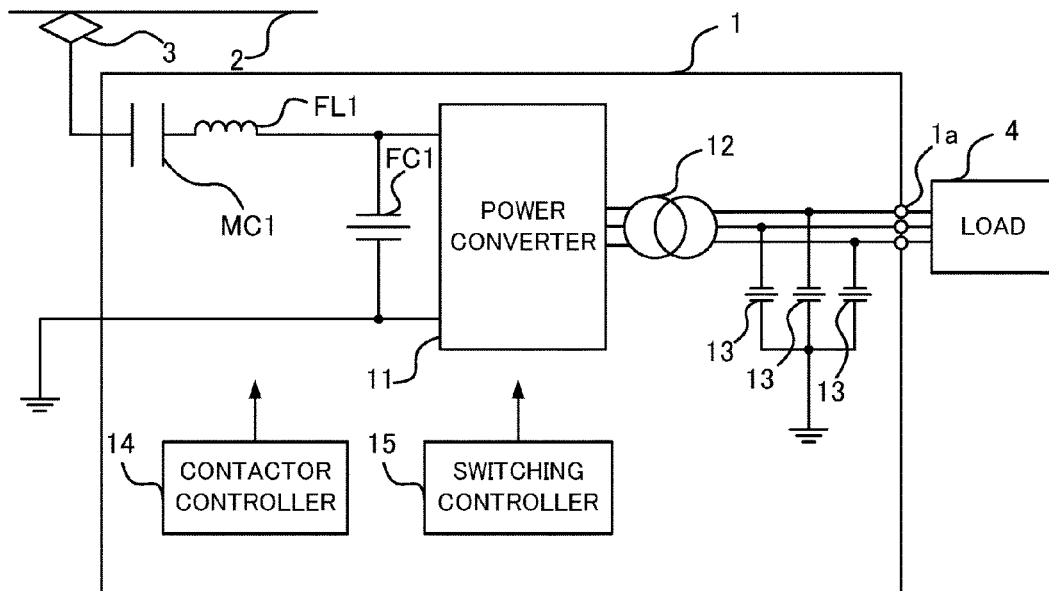 1
3
2
FL1
1a
4
FC1
12
MC1
POWER
CONVERTER
LOAD
11
13
13
13
14
CONTACTOR
CONTROLLER
15
SWITCHING
CONTROLLER